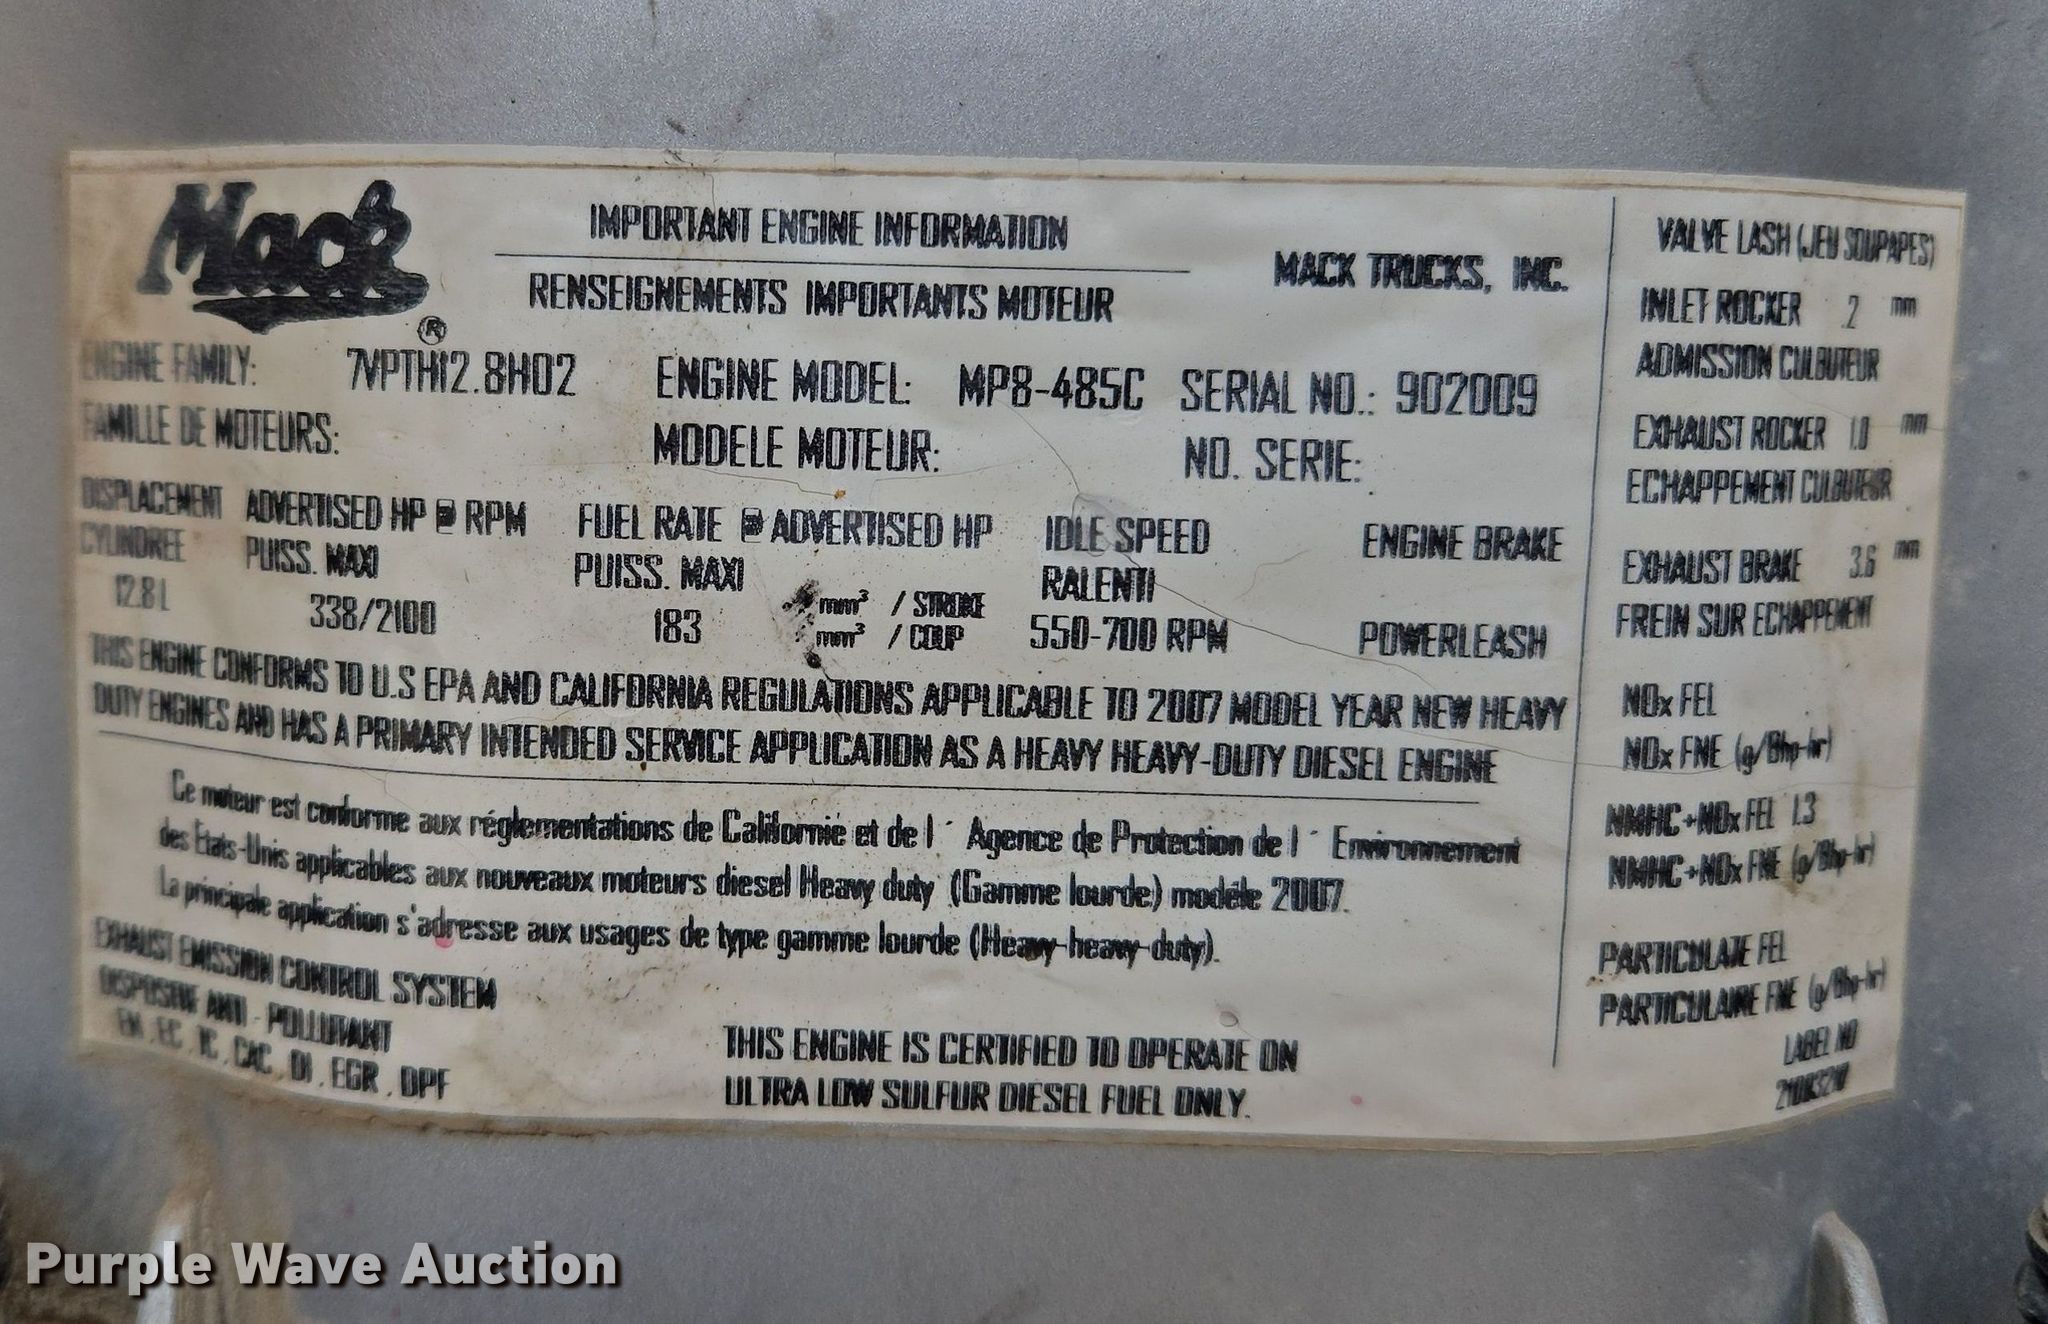 Mack
®
IMPORTANT ENGINE INFORMATION
RENSEIGNEMENTS IMPORTANTS MOTEUR
MACK TRUCKS, INC.
ENGINE FAMILY: 7VPTH12.8H02 ENGINE MODEL: MP8-485C SERIAL NO.: 902009
FAMILLE DE MOTEURS: MODELE MOTEUR: NO. SERIE:
DISPLACEMENT ADVERTISED HP @ RPM FUEL RATE @ ADVERTISED HP IDLE SPEED ENGINE BRAKE
CYLINDREE PUISS. MAXI PUISS. MAXI RALENTI
12.8 L 338/2100 183 mm³ / STROKE 550-700 RPM POWERLEASH
mm³ / COUP
THIS ENGINE CONFORMS TO U.S EPA AND CALIFORNIA REGULATIONS APPLICABLE TO 2007 MODEL YEAR NEW HEAVY
DUTY ENGINES AND HAS A PRIMARY INTENDED SERVICE APPLICATION AS A HEAVY HEAVY-DUTY DIESEL ENGINE
Ce moteur est conforme aux réglementations de Californie et de l ' Agence de Protection de l ' Environnement
des Etats-Unis applicables aux nouveaux moteurs diesel Heavy duty (Gamme lourde) modéle 2007.
La principale application s'adresse aux usages de type gamme lourde (Heavy-heavy-duty).
EXHAUST EMISSION CONTROL SYSTEM
DISPOSITIF ANTI - POLLUTANT
EM , EC , TC , CAC , DI , EGR , DPF
THIS ENGINE IS CERTIFIED TO OPERATE ON
ULTRA LOW SULFUR DIESEL FUEL ONLY.
VALVE LASH (JEU SOUPAPES)
INLET ROCKER .2 mm
ADMISSION CULBUTEUR
EXHAUST ROCKER 1.0 mm
ECHAPPEMENT CULBUTEUR
EXHAUST BRAKE 3.6 mm
FREIN SUR ECHAPPEMENT
NOx FEL
NOx FNE (g/Bhp-hr)
NMHC+NOx FEL 1.3
NMHC+NOx FNE (g/Bhp-hr)
PARTICULATE FEL
PARTICULAIRE FNE (g/Bhp-hr)
LABEL NO
Purple Wave Auction